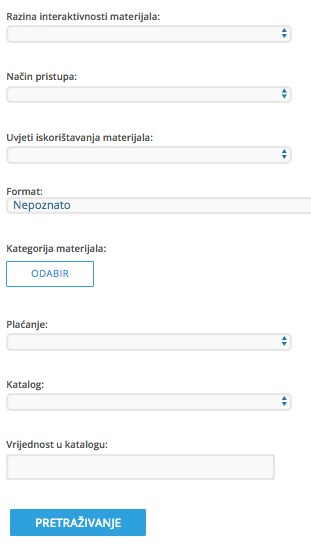 Razina interaktivnosti materijala:
Način pristupa:
Uvjeti iskorištavanja materijala:
Format:
Nepoznato
Kategorija materijala:
ODABIR
Plaćanje:
Katalog:
Vrijednost u katalogu:
PRETRAŽIVANJE